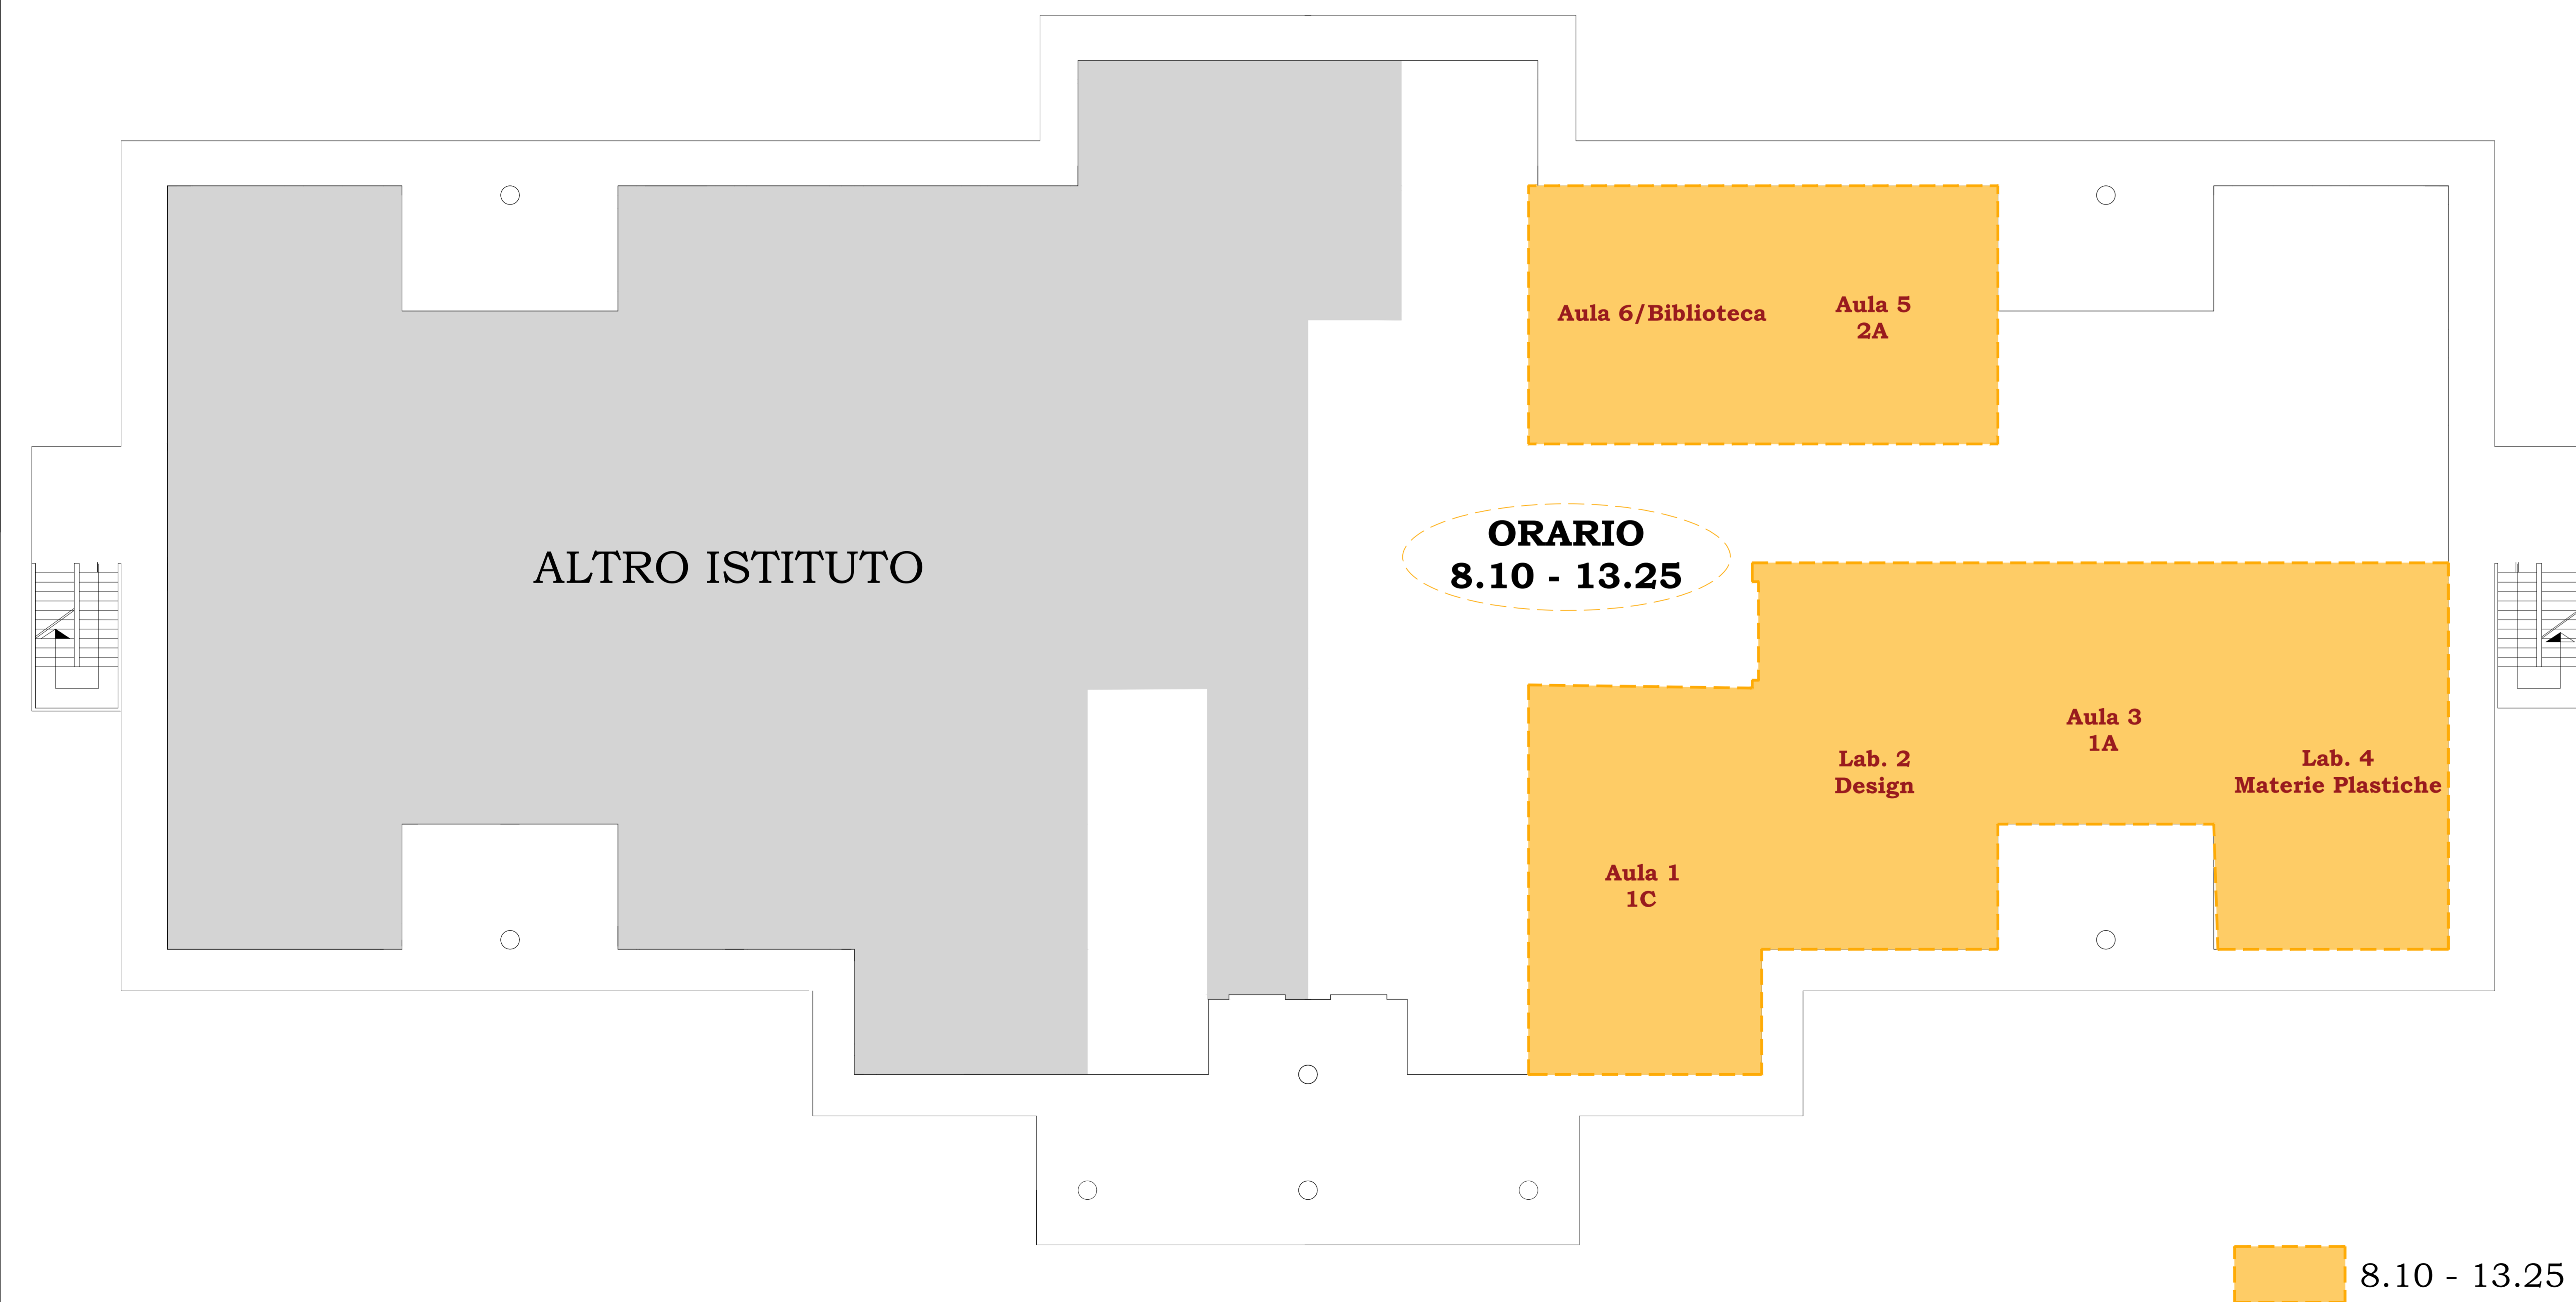 Aula 6/Biblioteca
Aula 5
2A
ORARIO
8.10 - 13.25
ALTRO ISTITUTO
Aula 3
1A
Lab. 2
Design
Lab. 4
Materie Plastiche
Aula 1
1C
8.10 - 13.25